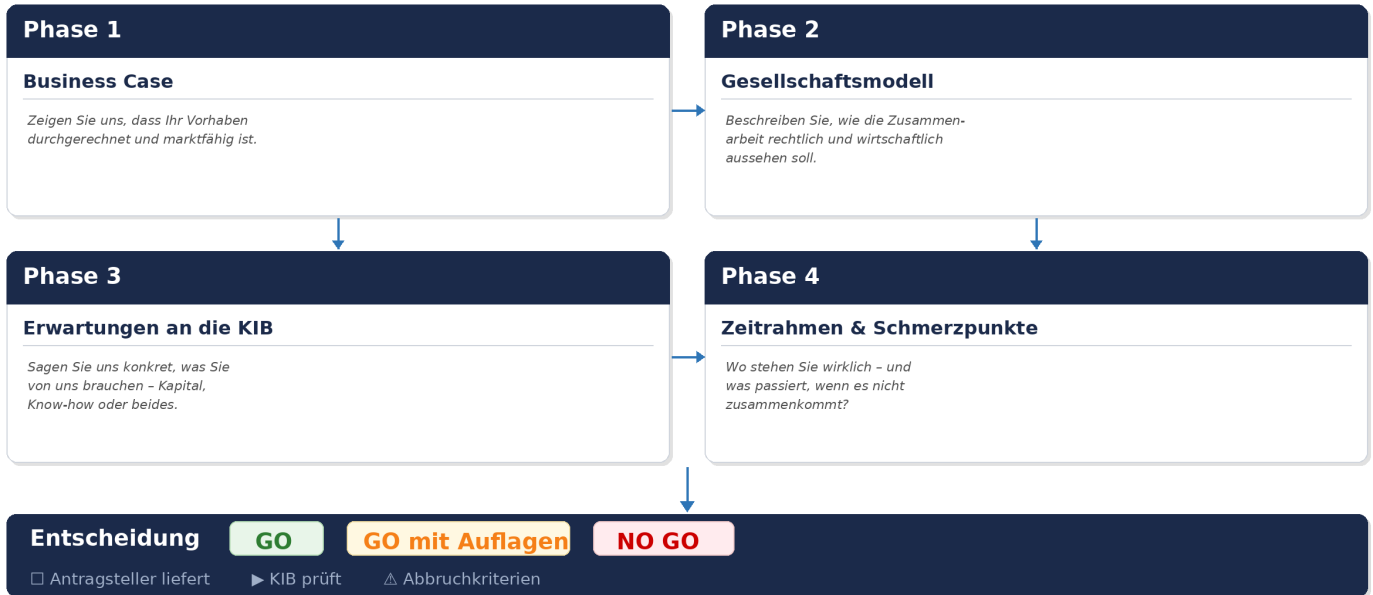 Phase 1
Business Case
Zeigen Sie uns, dass Ihr Vorhaben
durchgerechnet und marktfähig ist.
Phase 2
Gesellschaftsmodell
Beschreiben Sie, wie die Zusammen-
arbeit rechtlich und wirtschaftlich
aussehen soll.
Phase 3
Erwartungen an die KIB
Sagen Sie uns konkret, was Sie
von uns brauchen – Kapital,
Know-how oder beides.
Phase 4
Zeitrahmen & Schmerzpunkte
Wo stehen Sie wirklich – und
was passiert, wenn es nicht
zusammenkommt?
Entscheidung GO GO mit Auflagen NO GO
☐ Antragsteller liefert ▶ KIB prüft ⚠ Abbruchkriterien